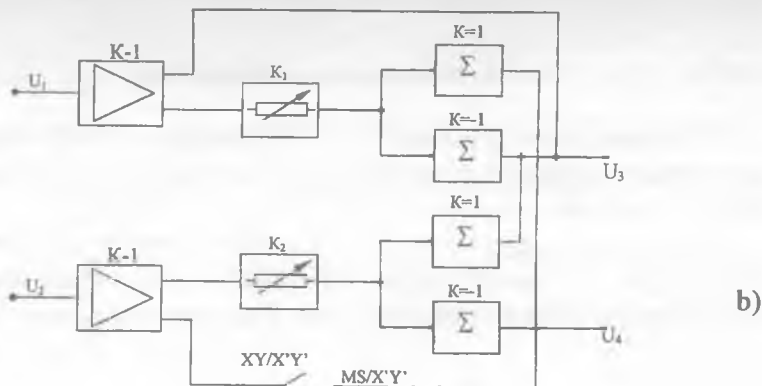 K-1
K=1
Σ
U₁
K₁
K=-1
Σ
U₃
K=1
Σ
K-1
K₂
U₂
K=-1
Σ
b)
U₄
XY/X'Y'
MS/X'Y'